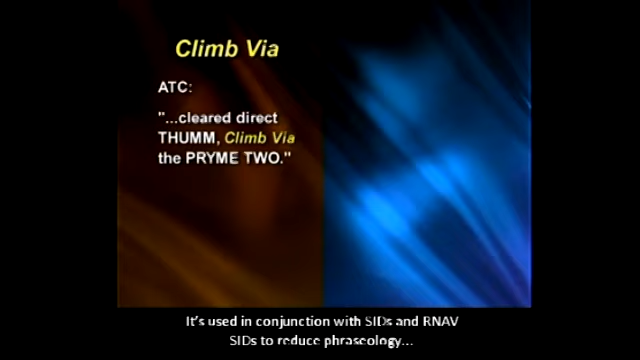 Climb Via
ATC:
"...cleared direct
THUMM, Climb Via
the PRYME TWO."
It's used in conjunction with SIDs and RNAV
SIDs to reduce phraseology...